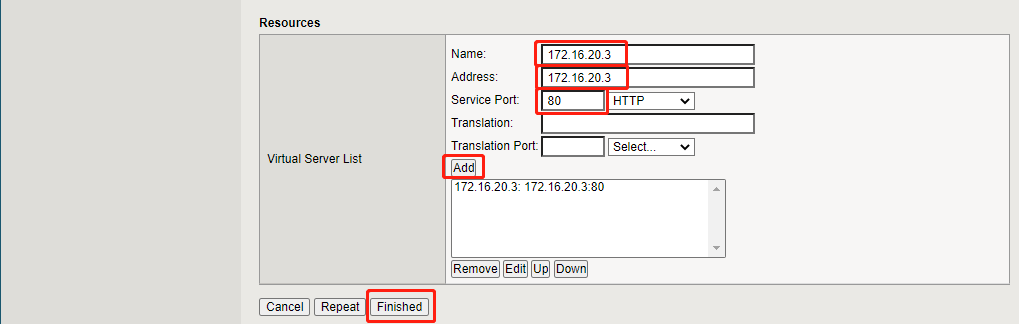 Resources
Name: 172.16.20.3
Address: 172.16.20.3
Service Port: 80 HTTP
Translation:
Translation Port: Select...
Virtual Server List
Add
172.16.20.3: 172.16.20.3:80
Remove Edit Up Down
Cancel Repeat Finished